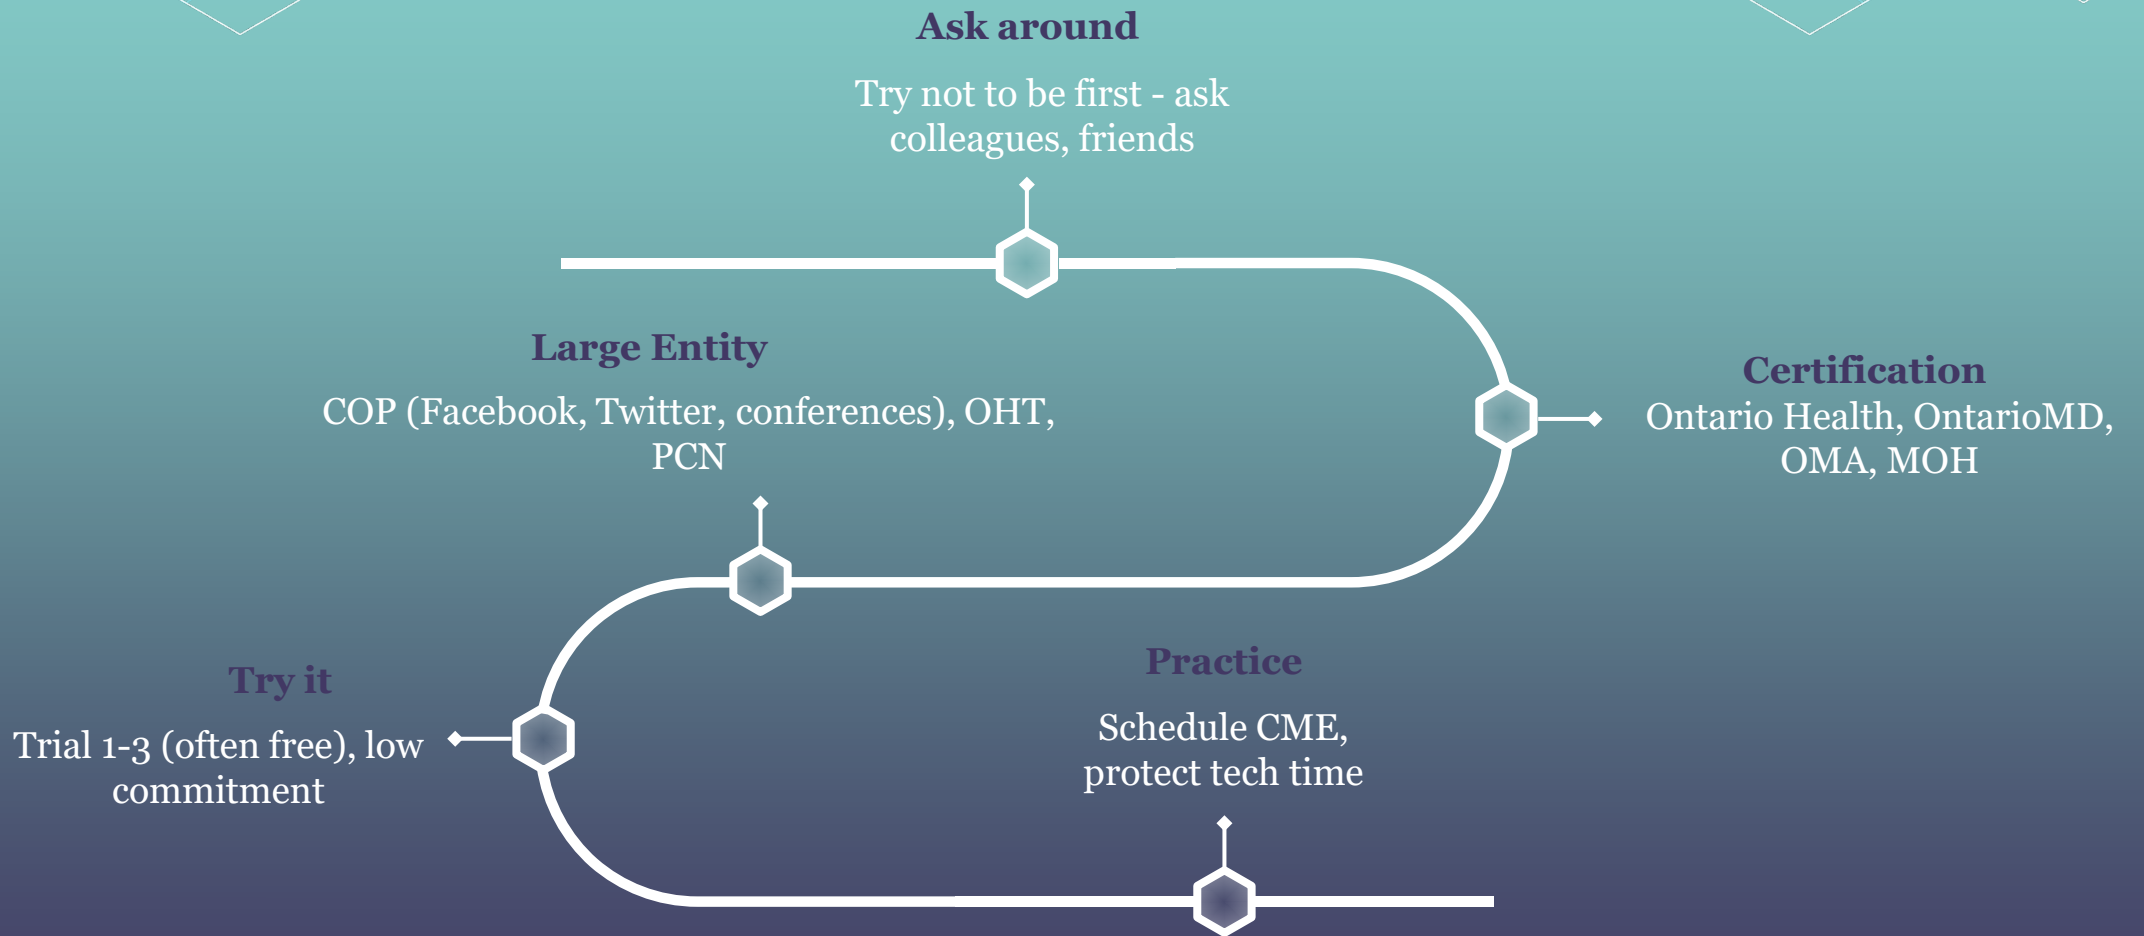 Ask around
Try not to be first - ask
colleagues, friends
Certification
Ontario Health, OntarioMD,
OMA, MOH
Large Entity
COP (Facebook, Twitter, conferences), OHT,
PCN
Try it
Trial 1-3 (often free), low
commitment
Practice
Schedule CME,
protect tech time